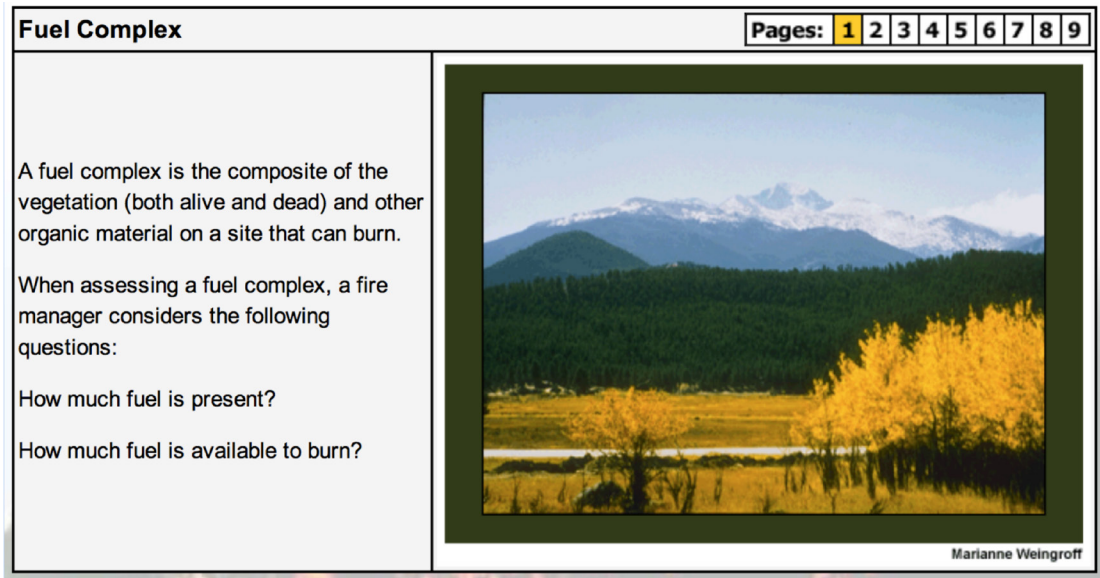 Fuel Complex
Pages: 1 2 3 4 5 6 7 8 9
A fuel complex is the composite of the
vegetation (both alive and dead) and other
organic material on a site that can burn.
When assessing a fuel complex, a fire
manager considers the following
questions:
How much fuel is present?
How much fuel is available to burn?
Marianne Weingroff